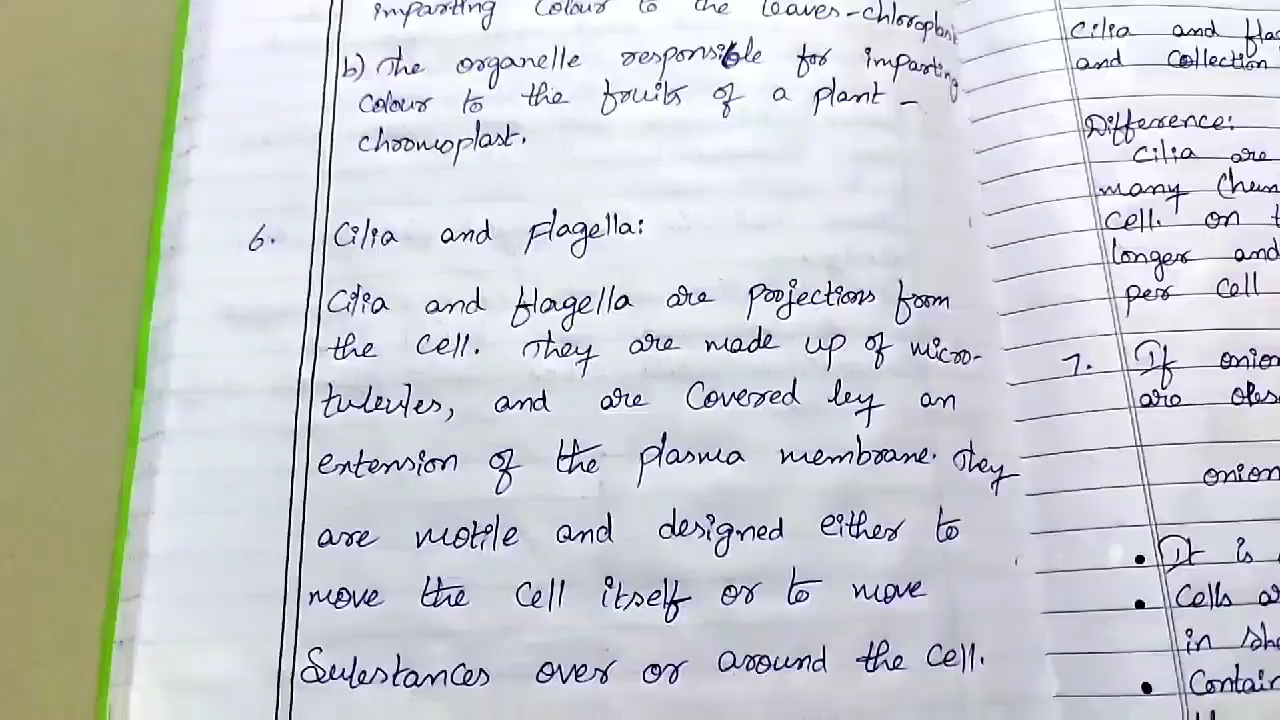 imparting colour to the leaves-chloroplast
b) The organelle responsible for imparting
colour to the fruits of a plant -
chromoplast.
6. Cilia and flagella:
Cilia and flagella are projections from
the cell. They are made up of micro-
tubules, and are covered by an
extension of the plasma membrane. They
are motile and designed either to
move the cell itself or to move
Substances over or around the cell.
Cilia and
and collection
Difference:
Cilia are
many
cell. on
longer and
per cell
7. If onion
are
onion
• It is
• Cells
in
• Contain